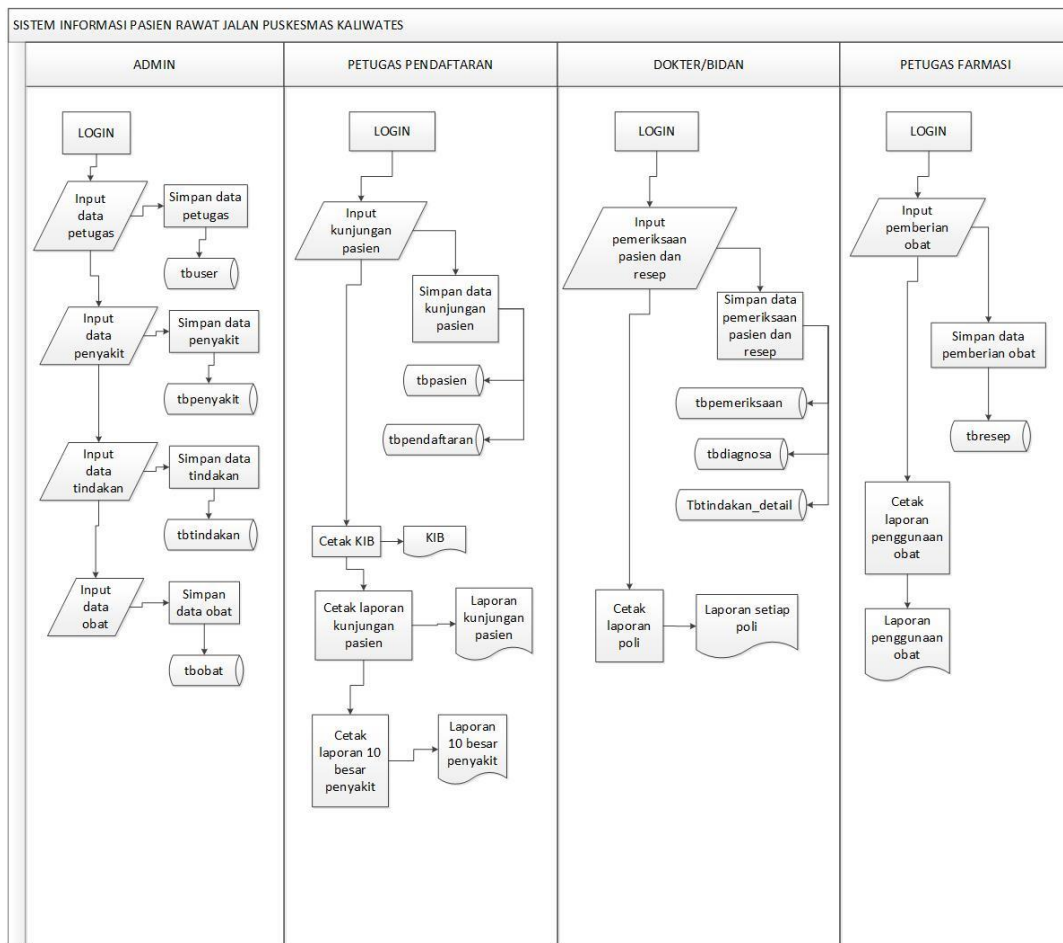 SISTEM INFORMASI PASIEN RAWAT JALAN PUSKESMAS KALIWATES
ADMIN
PETUGAS PENDAFTARAN
DOKTER/BIDAN
PETUGAS FARMASI
LOGIN
Input
data
petugas
Simpan data
petugas
tbuser
Input
data
penyakit
Simpan data
penyakit
tbpenyakit
Input
data
tindakan
Simpan data
tindakan
tbtindakan
Input
data
obat
Simpan
data obat
tbobat
LOGIN
Input
kunjungan
pasien
Simpan data
kunjungan
pasien
tbpasien
tbpendaftaran
Cetak KIB
KIB
Cetak laporan
kunjungan
pasien
Laporan
kunjungan
pasien
Cetak
laporan 10
besar
penyakit
Laporan
10 besar
penyakit
LOGIN
Input
pemeriksaan
pasien dan
resep
Simpan data
pemeriksaan
pasien dan
resep
tbpemeriksaan
tbdiagnosa
Tbtindakan_detail
Cetak
laporan
poli
Laporan setiap
poli
LOGIN
Input
pemberian
obat
Simpan data
pemberian obat
tbresep
Cetak
laporan
penggunaan
obat
Laporan
penggunaan
obat